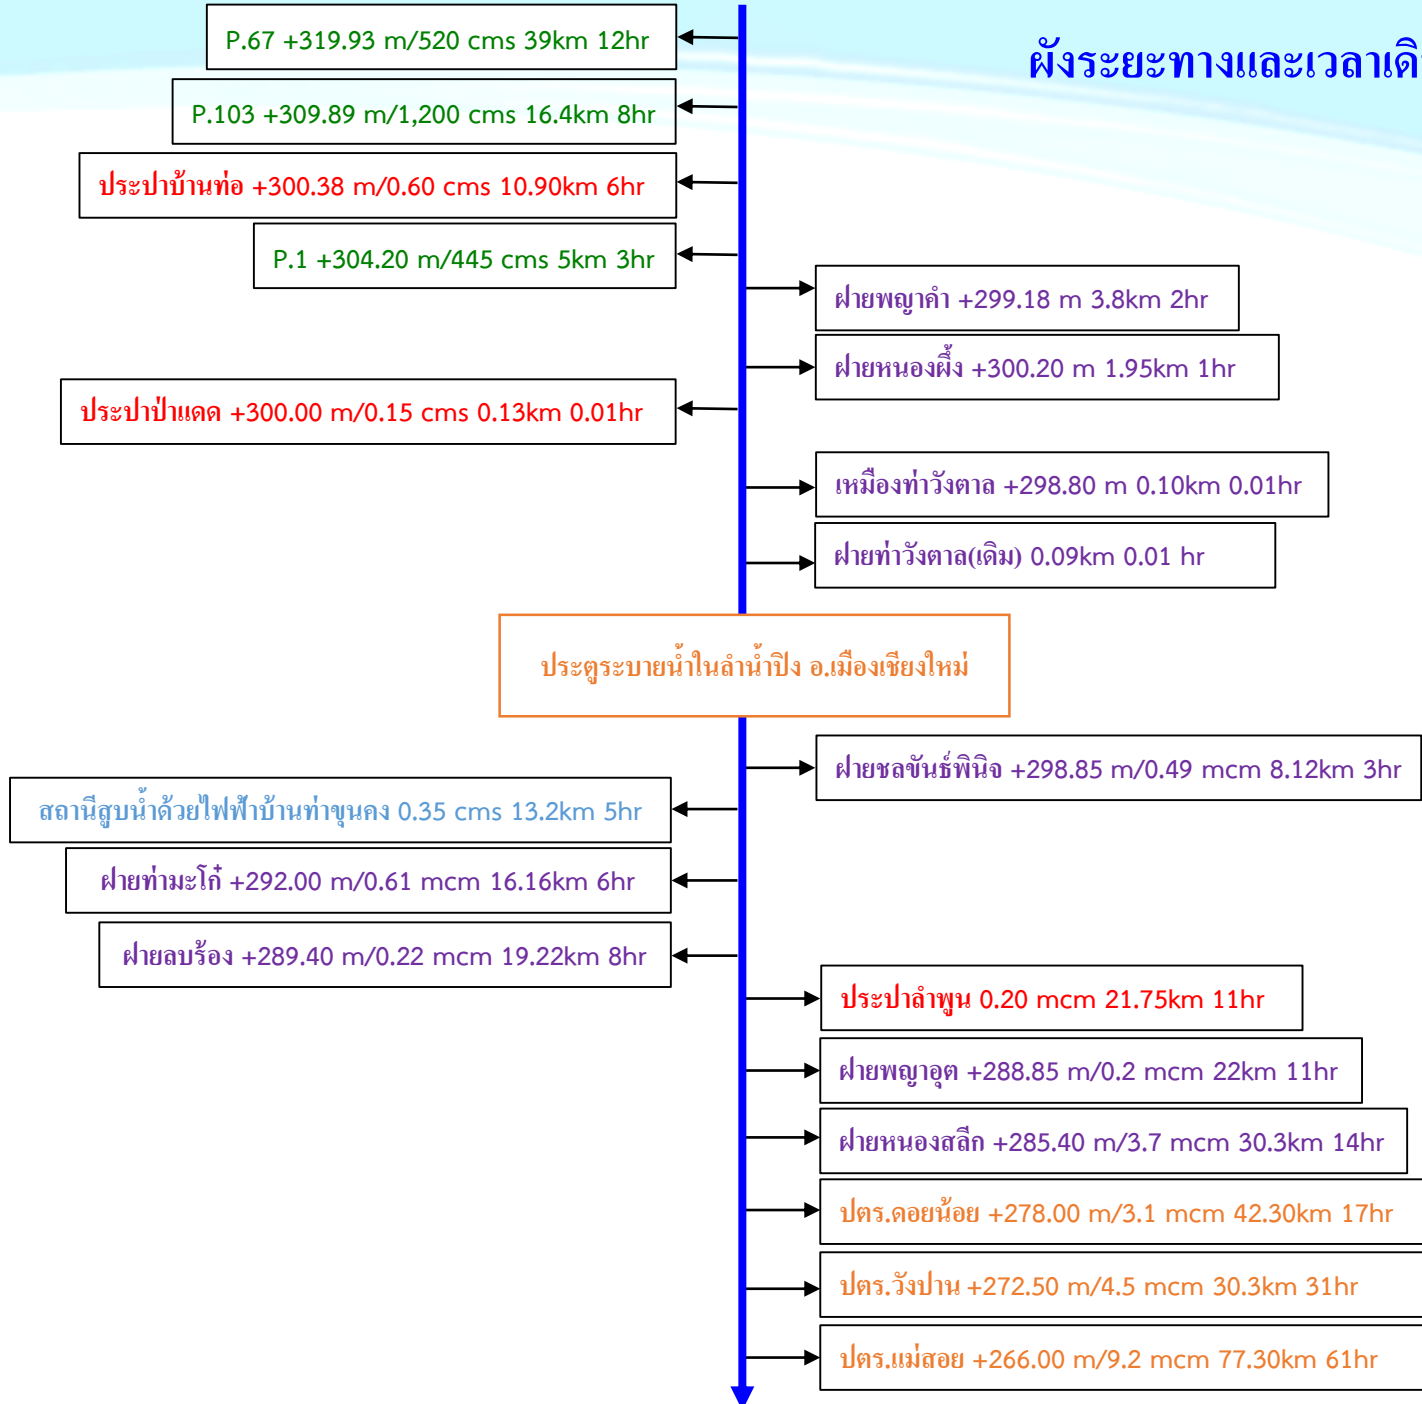 ผังระยะทางและเวลาเดิ
P.67 +319.93 m/520 cms 39km 12hr
P.103 +309.89 m/1,200 cms 16.4km 8hr
ประปาบ้านท่อ +300.38 m/0.60 cms 10.90km 6hr
P.1 +304.20 m/445 cms 5km 3hr
ฝายพญาคำ +299.18 m 3.8km 2hr
ฝายหนองผึ้ง +300.20 m 1.95km 1hr
ประปาป่าแดด +300.00 m/0.15 cms 0.13km 0.01hr
เหมืองท่าวังตาล +298.80 m 0.10km 0.01hr
ฝายท่าวังตาล(เดิม) 0.09km 0.01 hr
ประตูระบายน้ำในลำน้ำปิง อ.เมืองเชียงใหม่
ฝายชลขันธ์พินิจ +298.85 m/0.49 mcm 8.12km 3hr
สถานีสูบน้ำด้วยไฟฟ้าบ้านท่าขุนคง 0.35 cms 13.2km 5hr
ฝายท่ามะโก๋ +292.00 m/0.61 mcm 16.16km 6hr
ฝายลบร้อง +289.40 m/0.22 mcm 19.22km 8hr
ประปาลำพูน 0.20 mcm 21.75km 11hr
ฝายพญาอุต +288.85 m/0.2 mcm 22km 11hr
ฝายหนองสลีก +285.40 m/3.7 mcm 30.3km 14hr
ปตร.ดอยน้อย +278.00 m/3.1 mcm 42.30km 17hr
ปตร.วังปาน +272.50 m/4.5 mcm 30.3km 31hr
ปตร.แม่สอย +266.00 m/9.2 mcm 77.30km 61hr